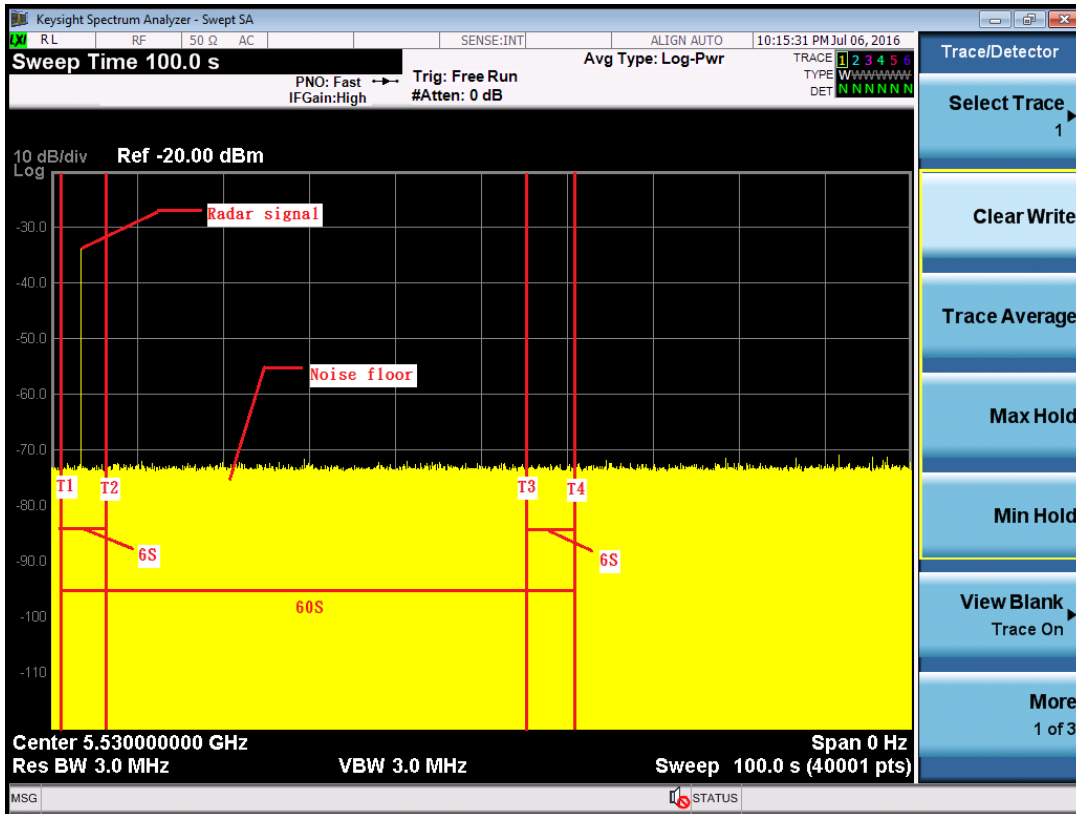 Keysight Spectrum Analyzer - Swept SA
LXI RL RF 50 Ω AC SENSE:INT ALIGN AUTO 10:15:31 PM Jul 06, 2016
Sweep Time 100.0 s
PNO: Fast
IFGain:High
Trig: Free Run
#Atten: 0 dB
Avg Type: Log-Pwr
TRACE 1 2 3 4 5 6
TYPE WWWWWW
DET N N N N N N
10 dB/div Ref -20.00 dBm
Log
-30.0
-40.0
-50.0
-60.0
-70.0
-80.0
-90.0
-100
-110
Radar signal
Noise floor
T1 T2 T3 T4
6S 6S
60S
Center 5.530000000 GHz Span 0 Hz
Res BW 3.0 MHz VBW 3.0 MHz Sweep 100.0 s (40001 pts)
MSG STATUS
Trace/Detector
Select Trace
1
Clear Write
Trace Average
Max Hold
Min Hold
View Blank
Trace On
More
1 of 3